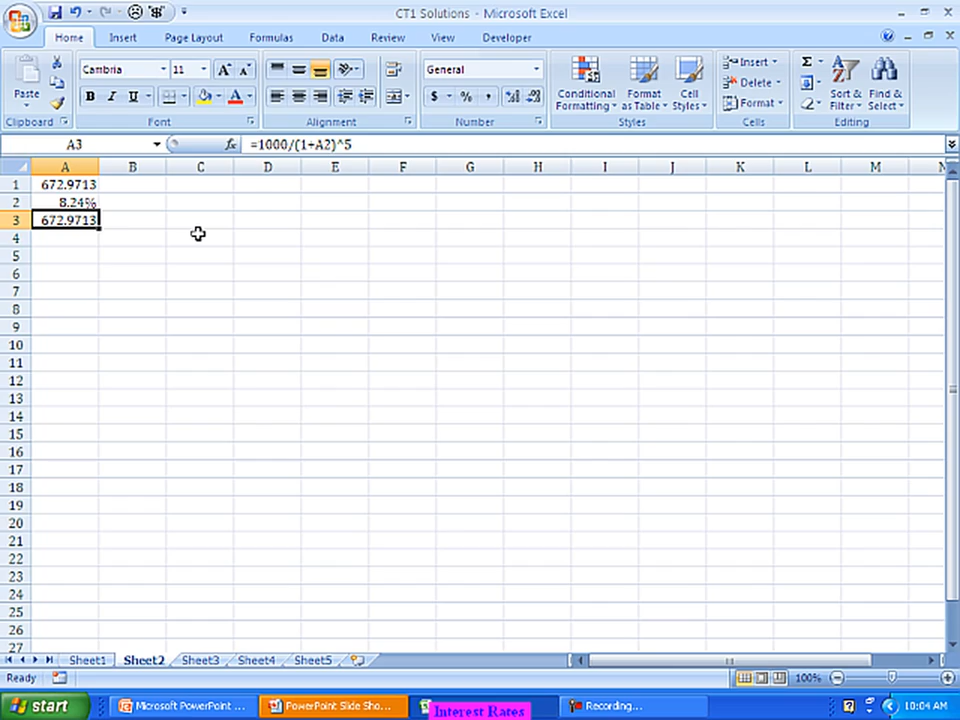 CT1 Solutions - Microsoft Excel
Home Insert Page Layout Formulas Data Review View Developer
Cambria 11 General
Paste B I U $ % , Conditional Formatting Format as Table Cell Styles Insert Delete Format Σ Sort & Filter Find & Select
Clipboard Font Alignment Number Styles Cells Editing
A3 fx =1000/(1+A2)^5
A B C D E F G H I J K L M N
1 672.9713
2 8.24%
3 672.9713
4
5
6
7
8
9
10
11
12
13
14
15
16
17
18
19
20
21
22
23
24
25
26
27
Sheet1 Sheet2 Sheet3 Sheet4 Sheet5
Ready 100%
start Microsoft PowerPoint ... PowerPoint Slide Sho... Recording... 10:04 AM
Interest Rates